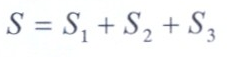 S = S₁ + S₂ + S₃